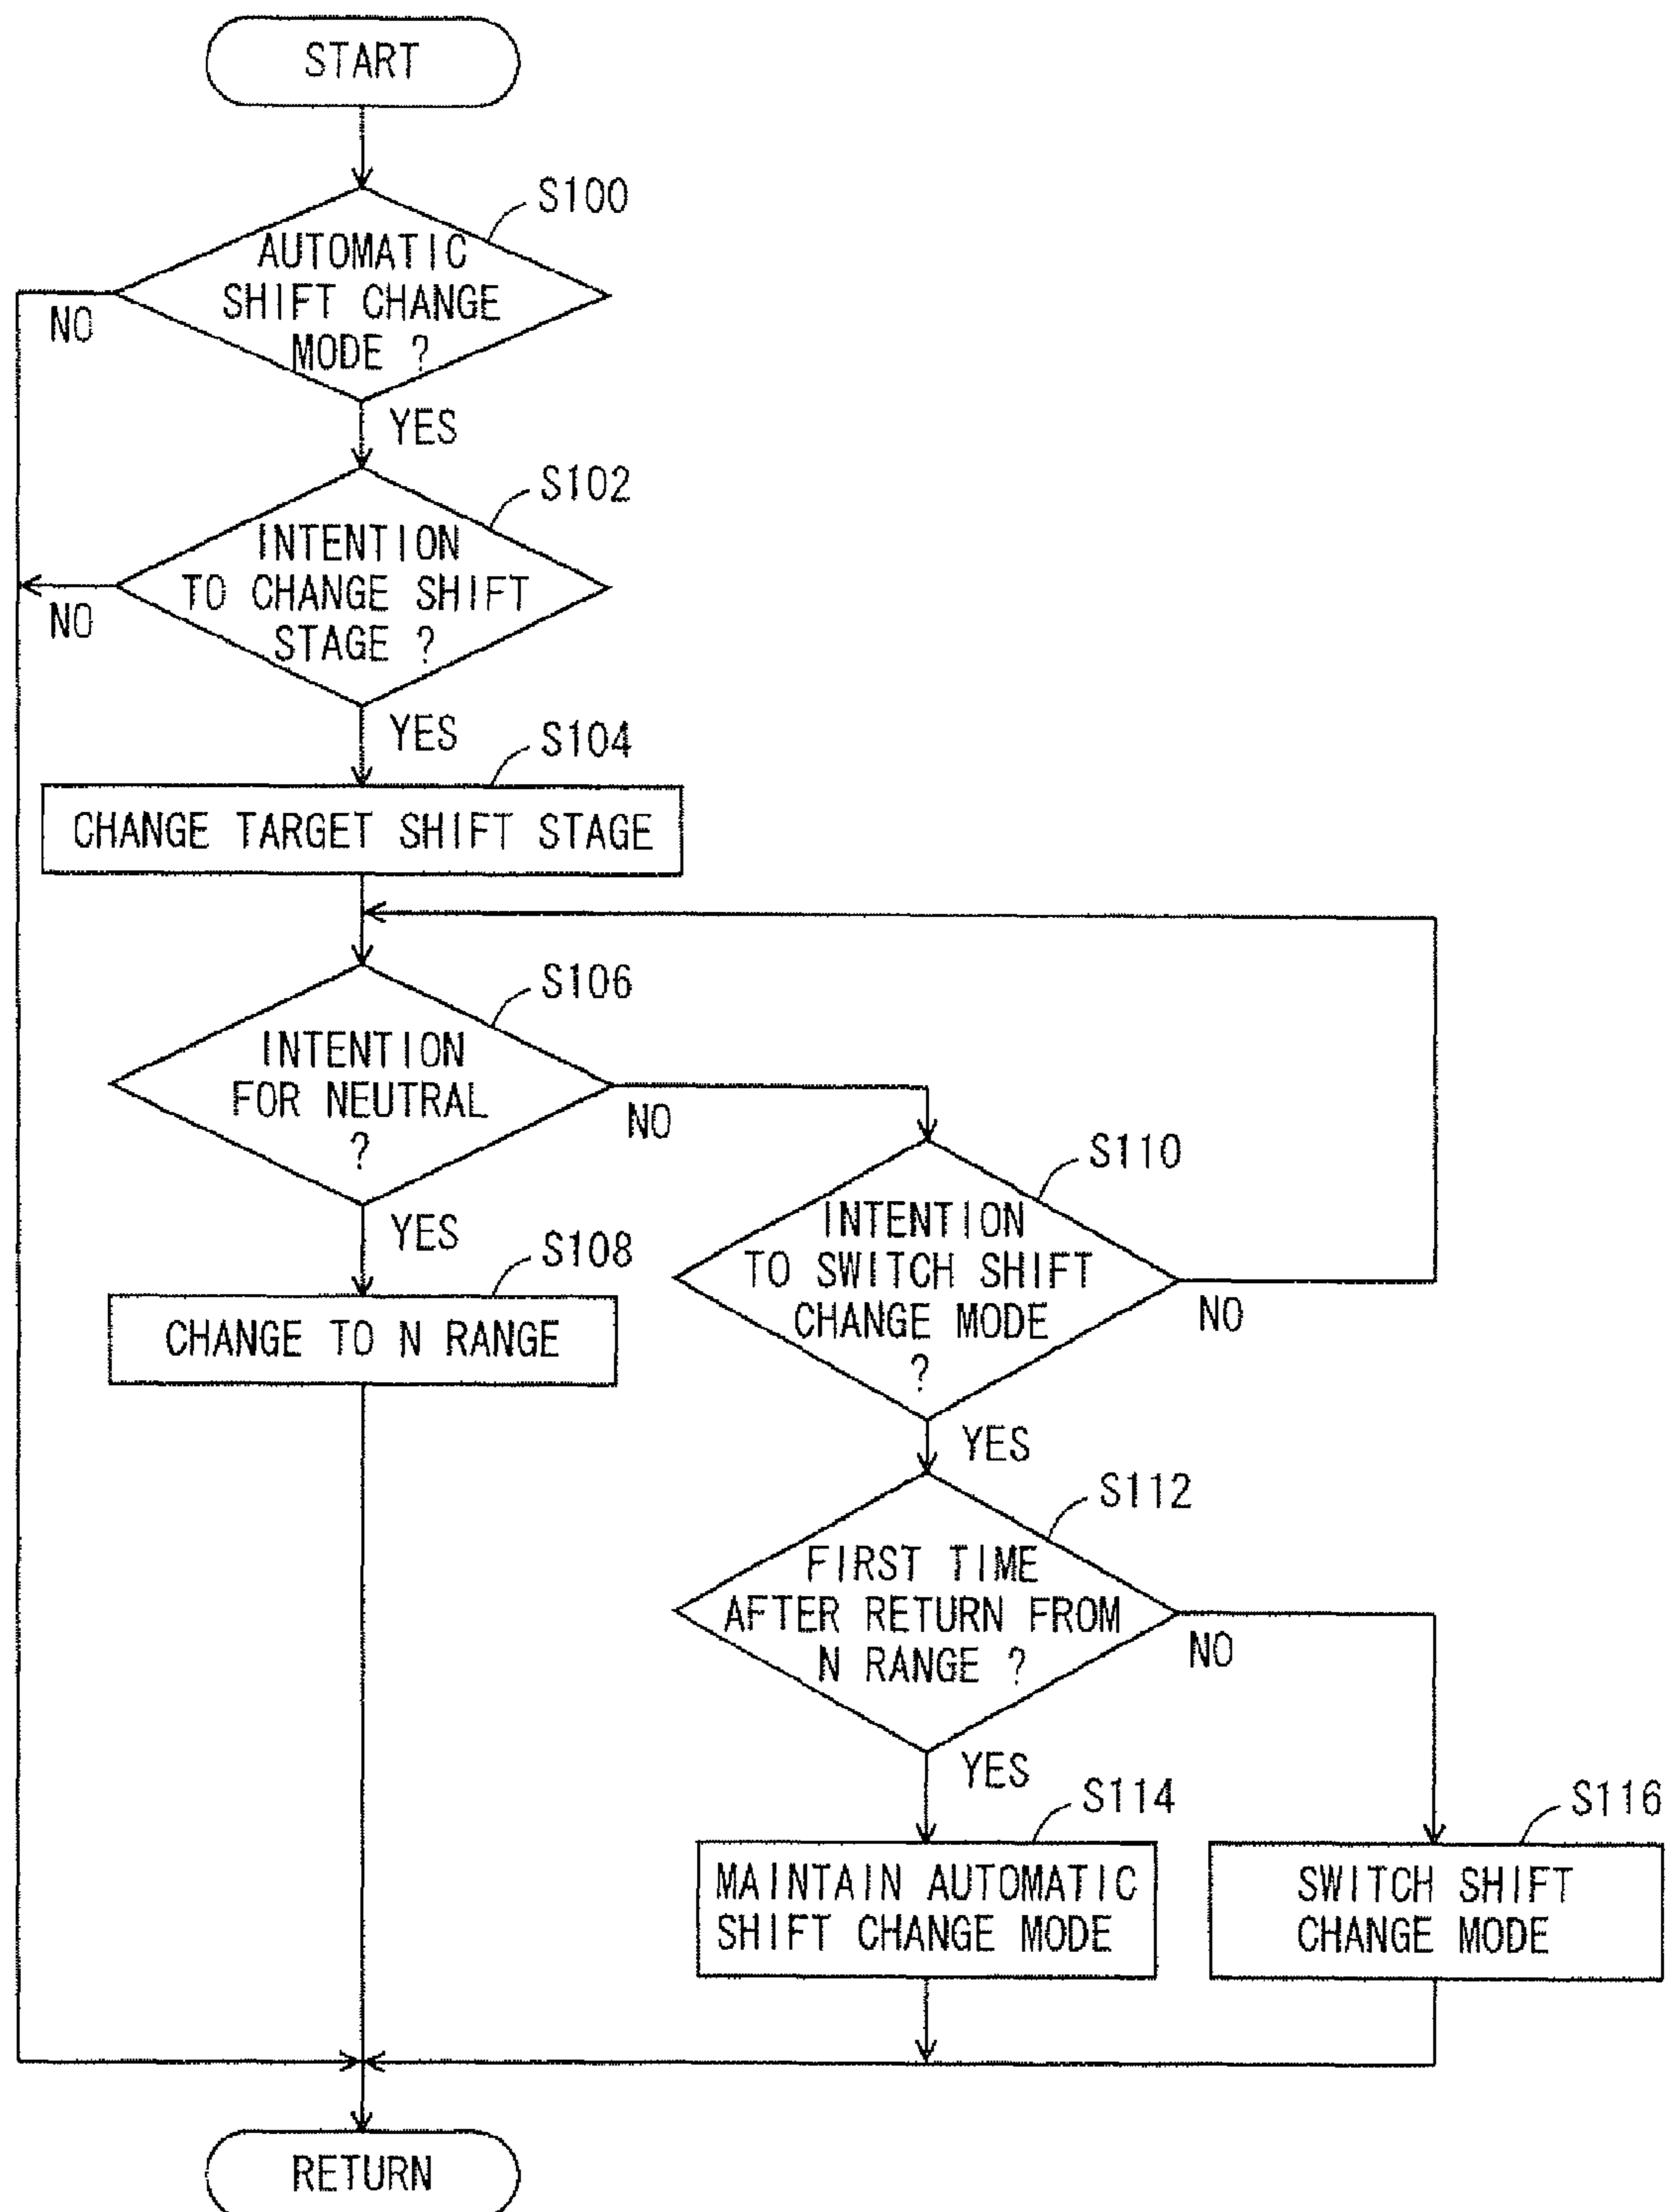 START
S100
AUTOMATIC
SHIFT CHANGE
MODE ?
NO
YES
S102
INTENTION
TO CHANGE SHIFT
STAGE ?
NO
YES
S104
CHANGE TARGET SHIFT STAGE
S106
INTENTION
FOR NEUTRAL
?
NO
YES
S108
CHANGE TO N RANGE
S110
INTENTION
TO SWITCH SHIFT
CHANGE MODE
?
NO
YES
S112
FIRST TIME
AFTER RETURN FROM
N RANGE ?
NO
YES
S114
MAINTAIN AUTOMATIC
SHIFT CHANGE MODE
S116
SWITCH SHIFT
CHANGE MODE
RETURN